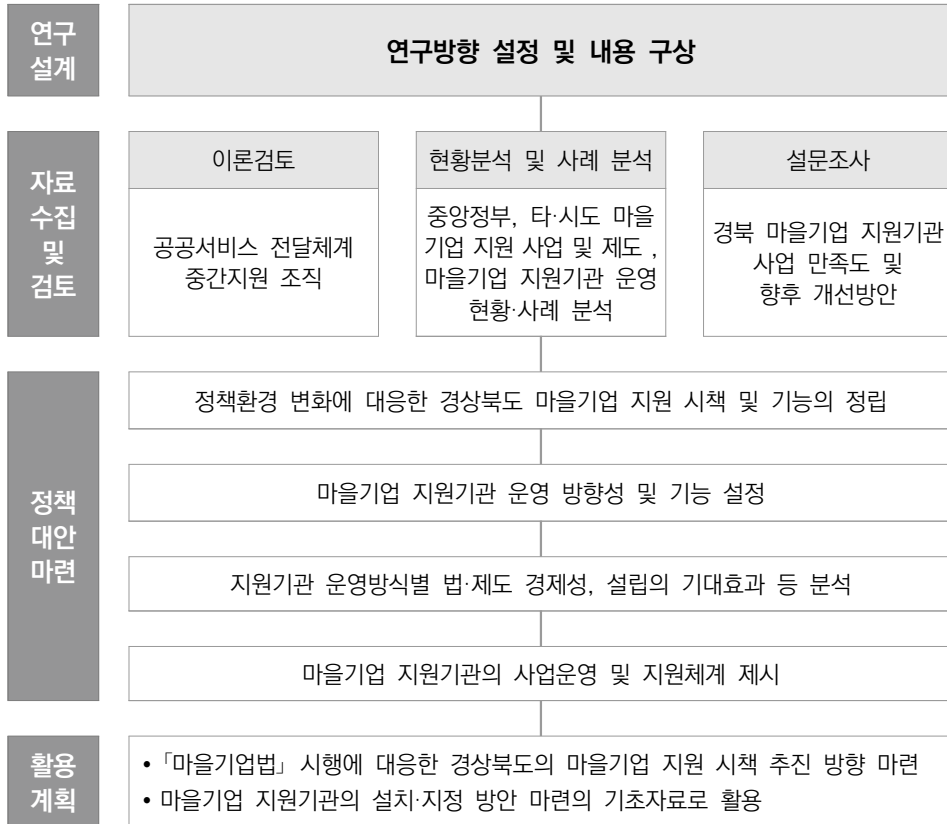 연구
설계
연구방향 설정 및 내용 구상
자료
수집
및
검토
이론검토
공공서비스 전달체계
중간지원 조직
현황분석 및 사례 분석
중앙정부, 타·시도 마을
기업 지원 사업 및 제도 ,
마을기업 지원기관 운영
현황·사례 분석
설문조사
경북 마을기업 지원기관
사업 만족도 및
향후 개선방안
정책
대안
마련
정책환경 변화에 대응한 경상북도 마을기업 지원 시책 및 기능의 정립
마을기업 지원기관 운영 방향성 및 기능 설정
지원기관 운영방식별 법·제도 경제성, 설립의 기대효과 등 분석
마을기업 지원기관의 사업운영 및 지원체계 제시
활용
계획
•「마을기업법」시행에 대응한 경상북도의 마을기업 지원 시책 추진 방향 마련
• 마을기업 지원기관의 설치·지정 방안 마련의 기초자료로 활용